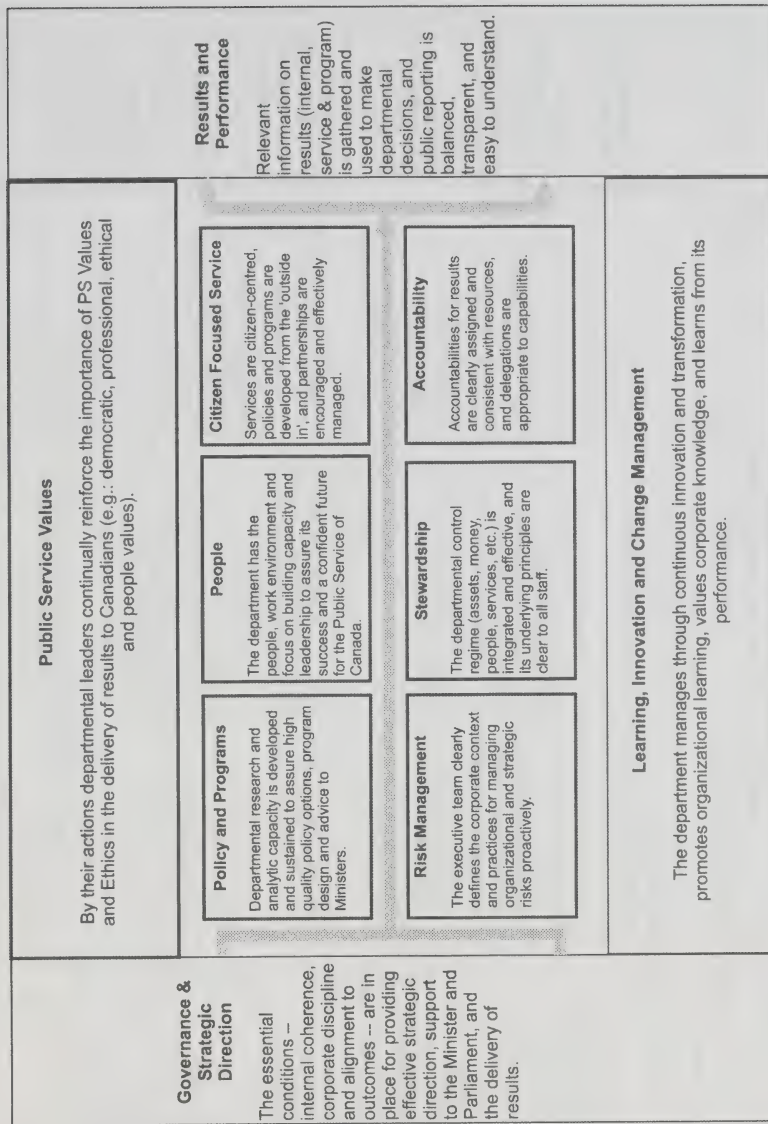 Public Service Values
By their actions departmental leaders continually reinforce the importance of PS Values
and Ethics in the delivery of results to Canadians (e.g.: democratic, professional, ethical
and people values).
Governance &
Strategic
Direction
The essential
conditions –
internal coherence,
corporate discipline
and alignment to
outcomes -- are in
place for providing
effective strategic
direction, support
to the Minister and
Parliament, and
the delivery of
results.
Policy and Programs
Departmental research and
analytic capacity is developed
and sustained to assure high
quality policy options, program
design and advice to
Ministers.
People
The department has the
people, work environment and
focus on building capacity and
leadership to assure its
success and a confident future
for the Public Service of
Canada.
Citizen Focused Service
Services are citizen-centred,
policies and programs are
developed from the 'outside
in', and partnerships are
encouraged and effectively
managed.
Risk Management
The executive team clearly
defines the corporate context
and practices for managing
organizational and strategic
risks proactively.
Stewardship
The departmental control
regime (assets, money,
people, services, etc.) is
integrated and effective, and
its underlying principles are
clear to all staff.
Accountability
Accountabilities for results
are clearly assigned and
consistent with resources,
and delegations are
appropriate to capabilities.
Results and
Performance
Relevant
information on
results (internal,
service & program)
is gathered and
used to make
departmental
decisions, and
public reporting is
balanced,
transparent, and
easy to understand.
Learning, Innovation and Change Management
The department manages through continuous innovation and transformation,
promotes organizational learning, values corporate knowledge, and learns from its
performance.